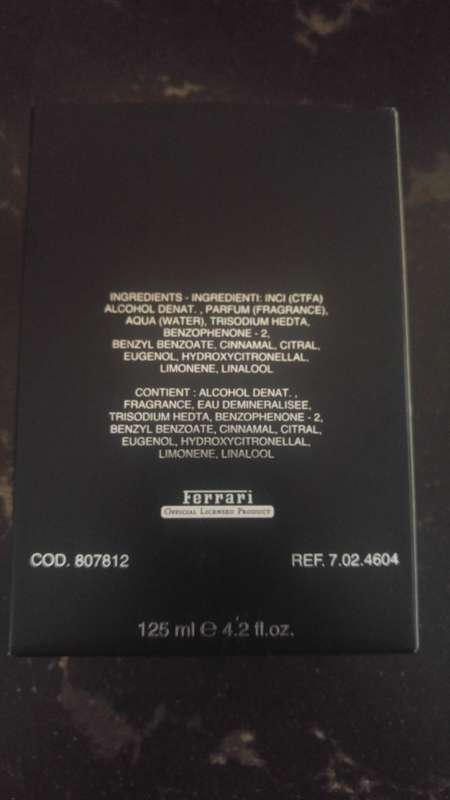 INGREDIENTS - INGREDIENTI: INCI (CTFA)
ALCOHOL DENAT. , PARFUM (FRAGRANCE),
AQUA (WATER), TRISODIUM HEDTA,
BENZOPHENONE - 2,
BENZYL BENZOATE, CINNAMAL, CITRAL,
EUGENOL, HYDROXYCITRONELLAL,
LIMONENE, LINALOOL
CONTIENT : ALCOHOL DENAT. ,
FRAGRANCE, EAU DEMINERALISEE,
TRISODIUM HEDTA, BENZOPHENONE - 2,
BENZYL BENZOATE, CINNAMAL, CITRAL,
EUGENOL, HYDROXYCITRONELLAL,
LIMONENE, LINALOOL
Ferrari
OFFICIAL LICENSED PRODUCT
COD. 807812 REF. 7.02.4604
125 ml ℮ 4.2 fl.oz.